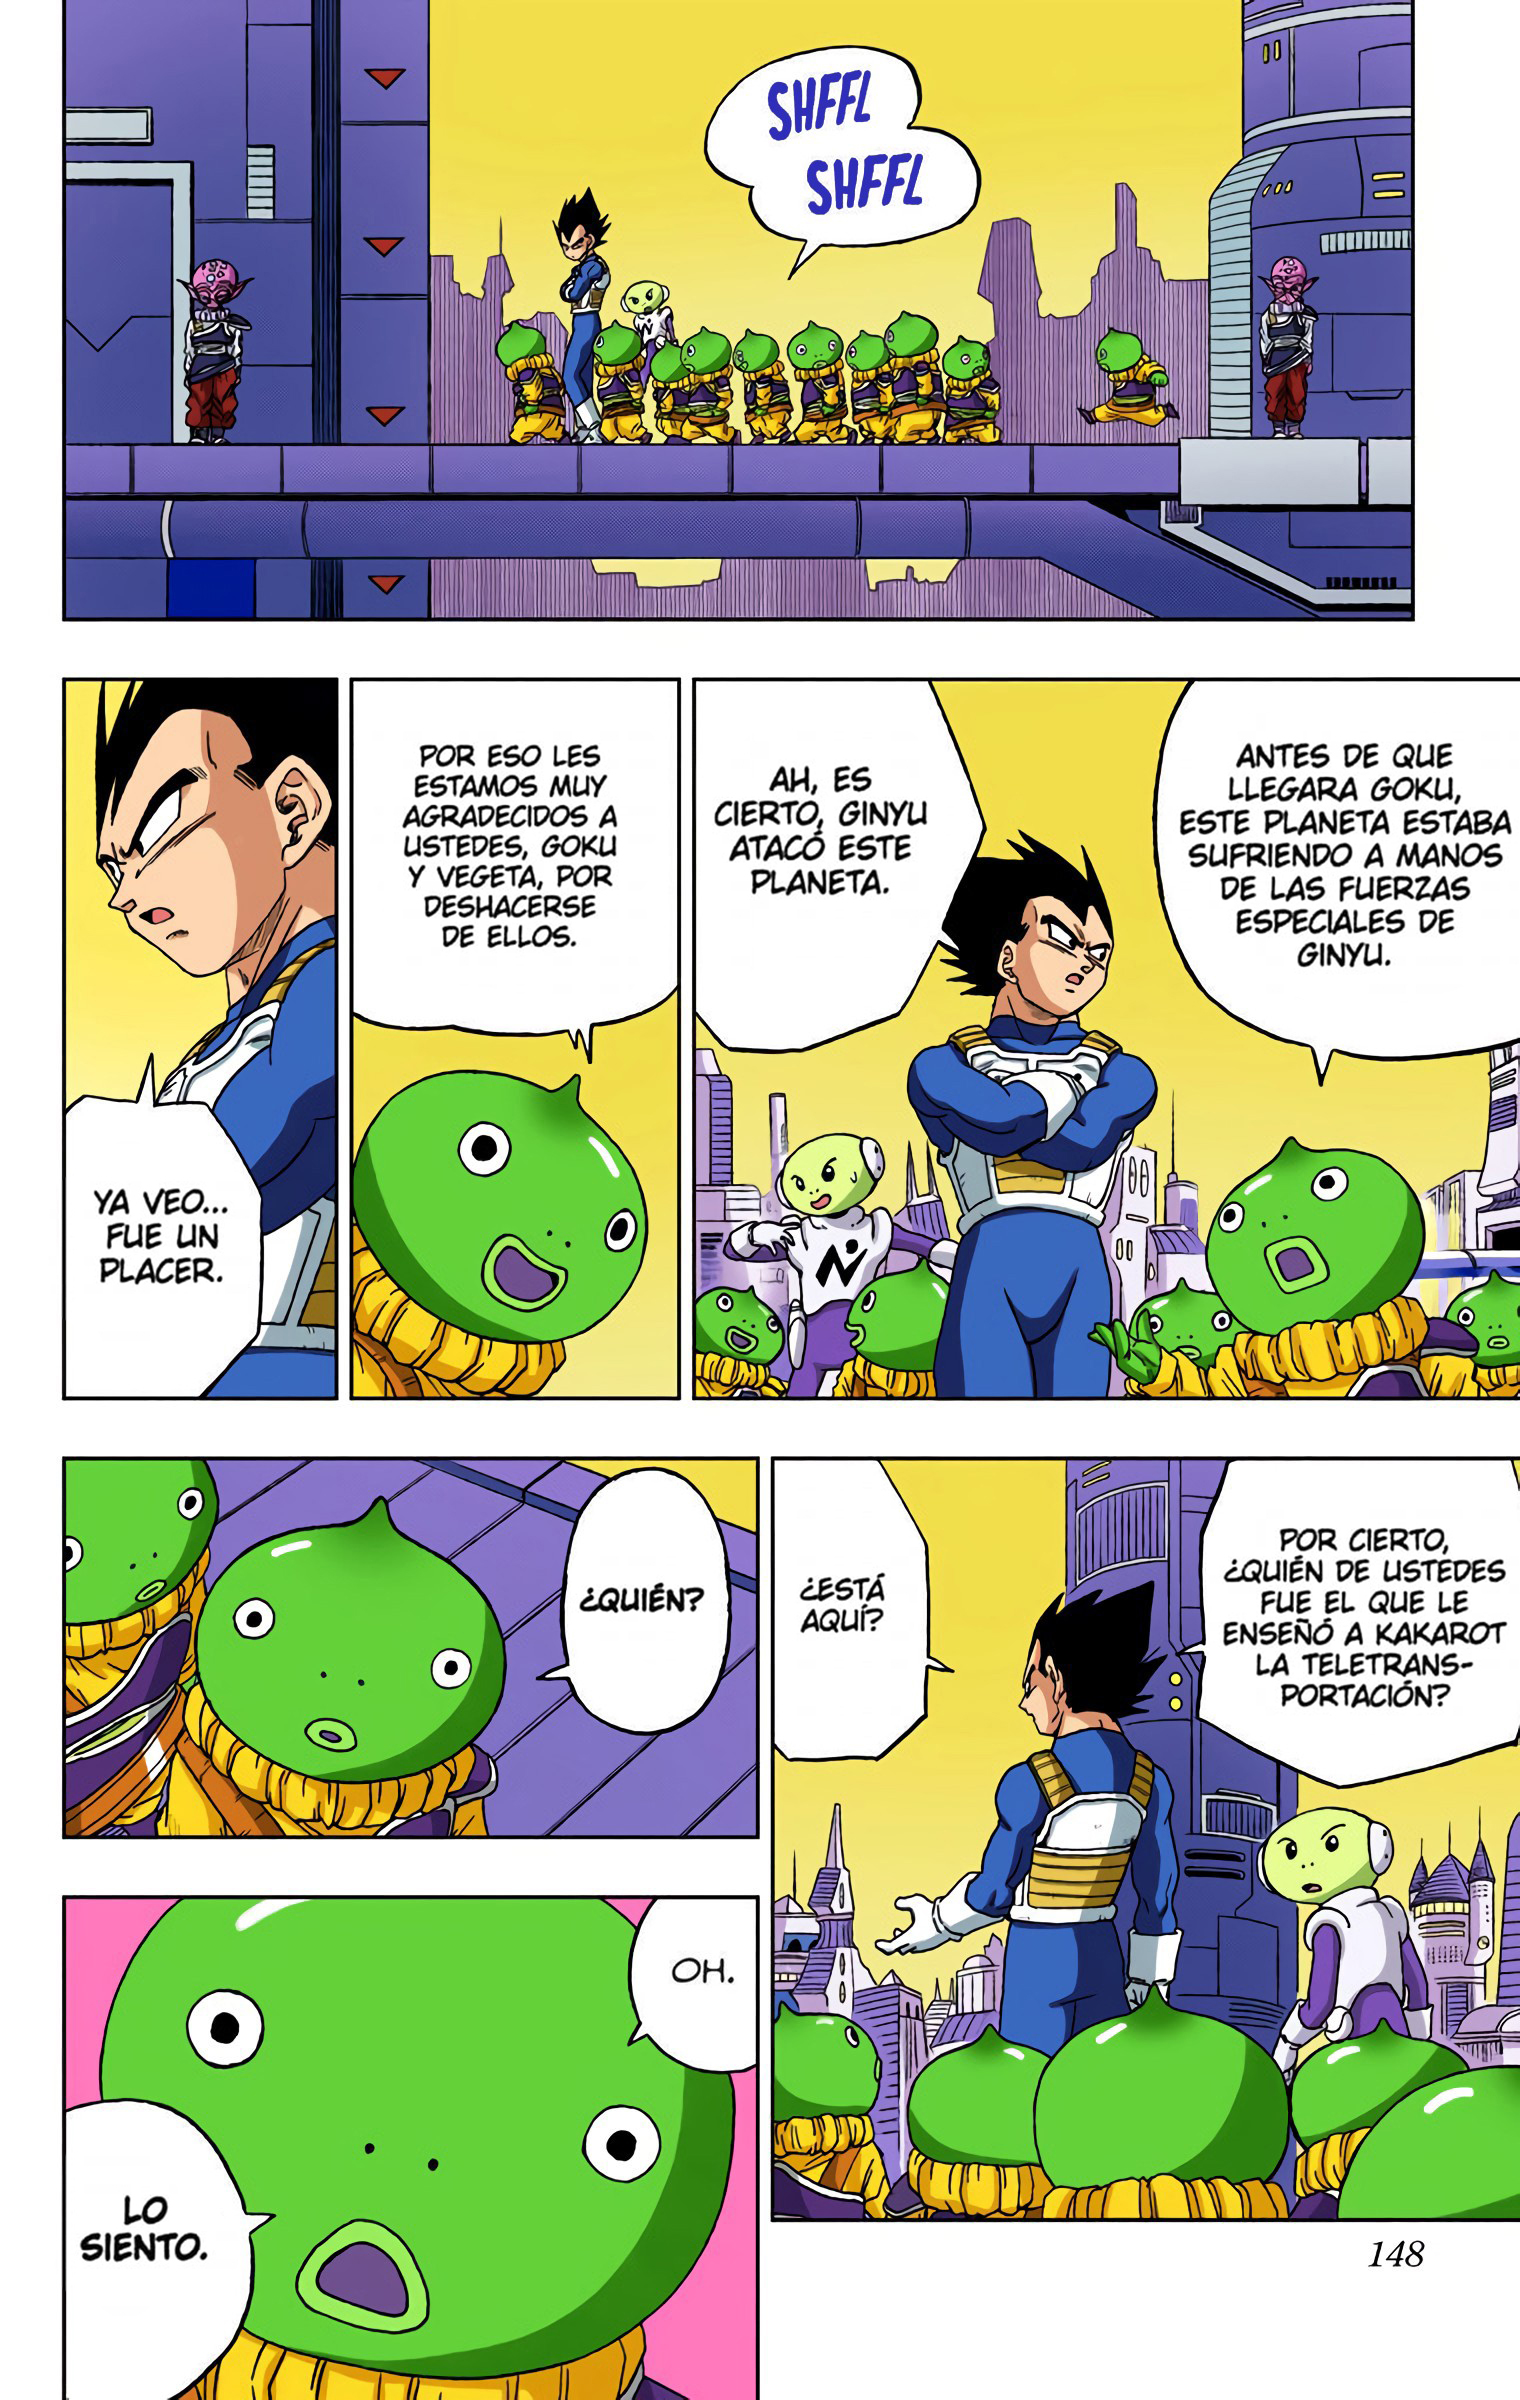 SHFFL
SHFFL
ANTES DE QUE
LLEGARA GOKU,
ESTE PLANETA ESTABA
SUFRIENDO A MANOS
DE LAS FUERZAS
ESPECIALES DE
GINYU.
AH, ES
CIERTO, GINYU
ATACÓ ESTE
PLANETA.
POR ESO LES
ESTAMOS MUY
AGRADECIDOS A
USTEDES, GOKU
Y VEGETA, POR
DESHACERSE
DE ELLOS.
YA VEO...
FUE UN
PLACER.
POR CIERTO,
¿QUIÉN DE USTEDES
FUE EL QUE LE
ENSEÑÓ A KAKAROT
LA TELETRANS-
PORTACIÓN?
¿ESTÁ
AQUÍ?
¿QUIÉN?
OH.
LO
SIENTO.
148